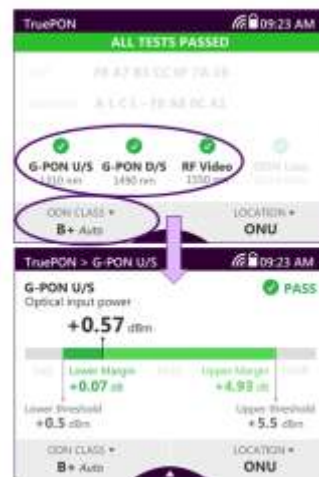 TruePON 09:23 AM
ALL TESTS PASSED
G-PON U/S G-PON D/S RF Video
1310 nm 1490 nm 1550 nm
ODN CLASS LOCATION
B+ Auto ONU
TruePON > G-PON U/S 09:23 AM
G-PON U/S PASS
Optical input power
+0.57 dBm
Lower Margin Upper Margin
+0.07 dB +4.93 dB
Lower threshold Upper threshold
+0.5 dBm +5.5 dBm
ODN CLASS LOCATION
B+ Auto ONU